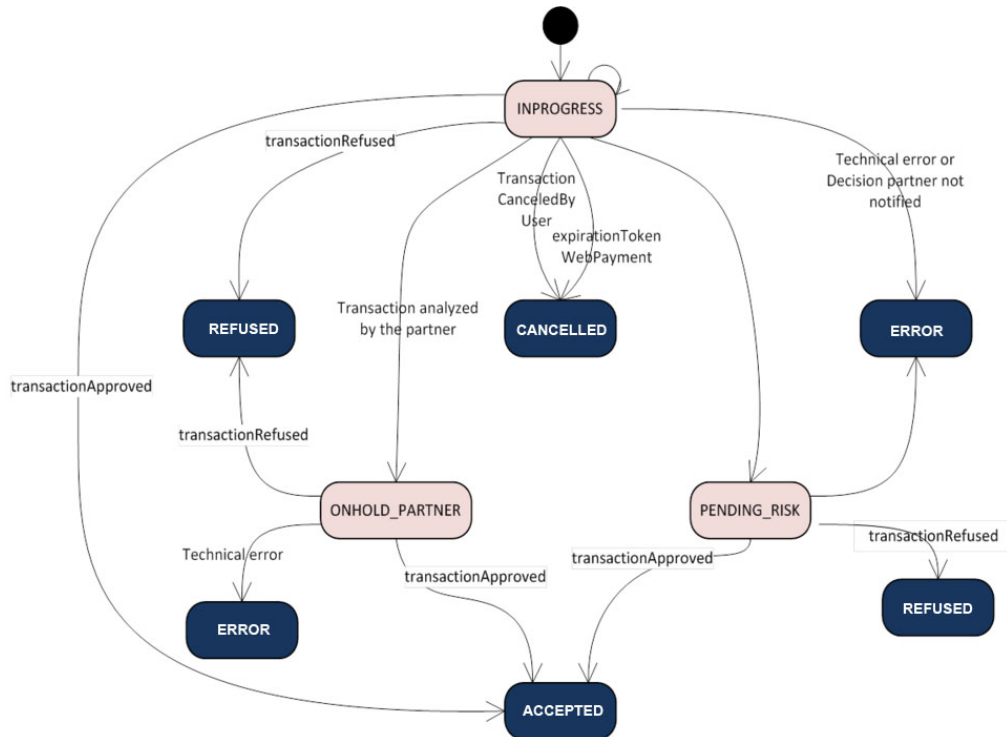 INPROGRESS
transactionRefused
Transaction
CanceledBy
User
expirationToken
WebPayment
Technical error or
Decision partner not
notified
REFUSED
Transaction analyzed
by the partner
CANCELLED
ERROR
transactionApproved
transactionRefused
ONHOLD_PARTNER
PENDING_RISK
Technical error
transactionApproved
transactionApproved
transactionRefused
ERROR
REFUSED
ACCEPTED